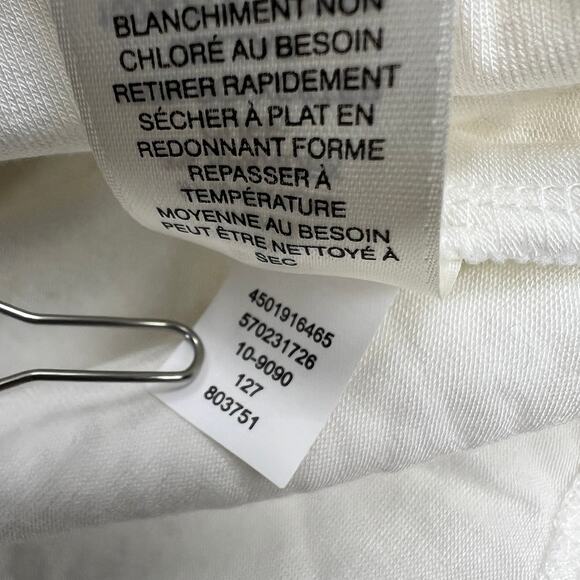 BLANCHIMENT NON
CHLORÉ AU BESOIN
RETIRER RAPIDEMENT
SÉCHER À PLAT EN
REDONNANT FORME
REPASSER À
TEMPÉRATURE
MOYENNE AU BESOIN
PEUT ÊTRE NETTOYÉ À
SEC
4501916465
570231726
10-9090
127
803751